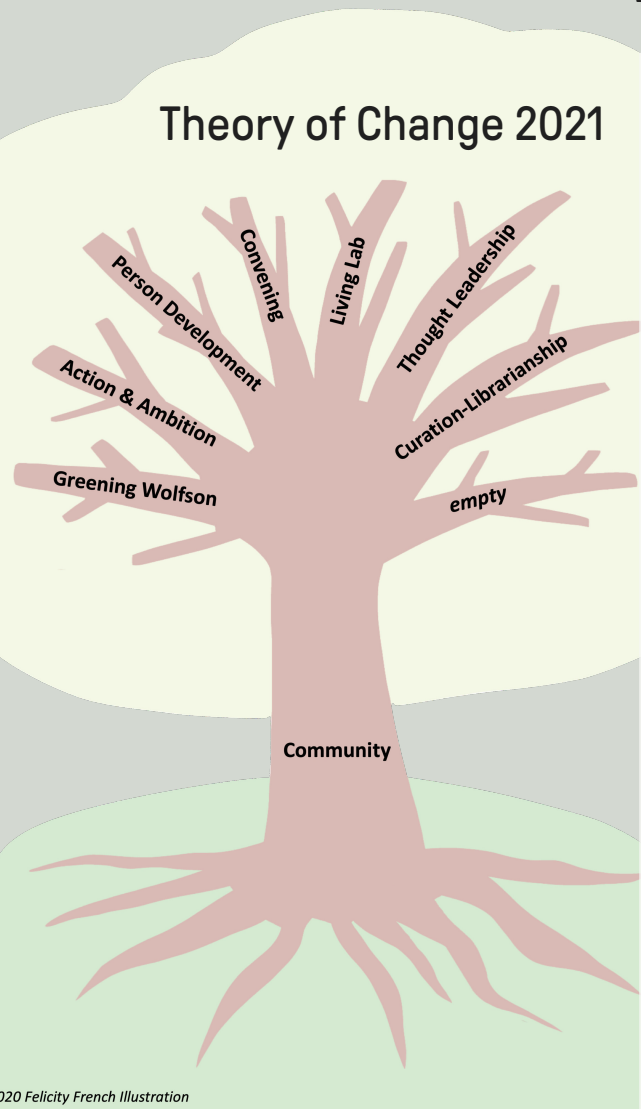 Theory of Change 2021
Greening Wolfson
Action & Ambition
Person Development
Convening
Living Lab
Thought Leadership
Curation-Librarianship
empty
Community
020 Felicity French Illustration